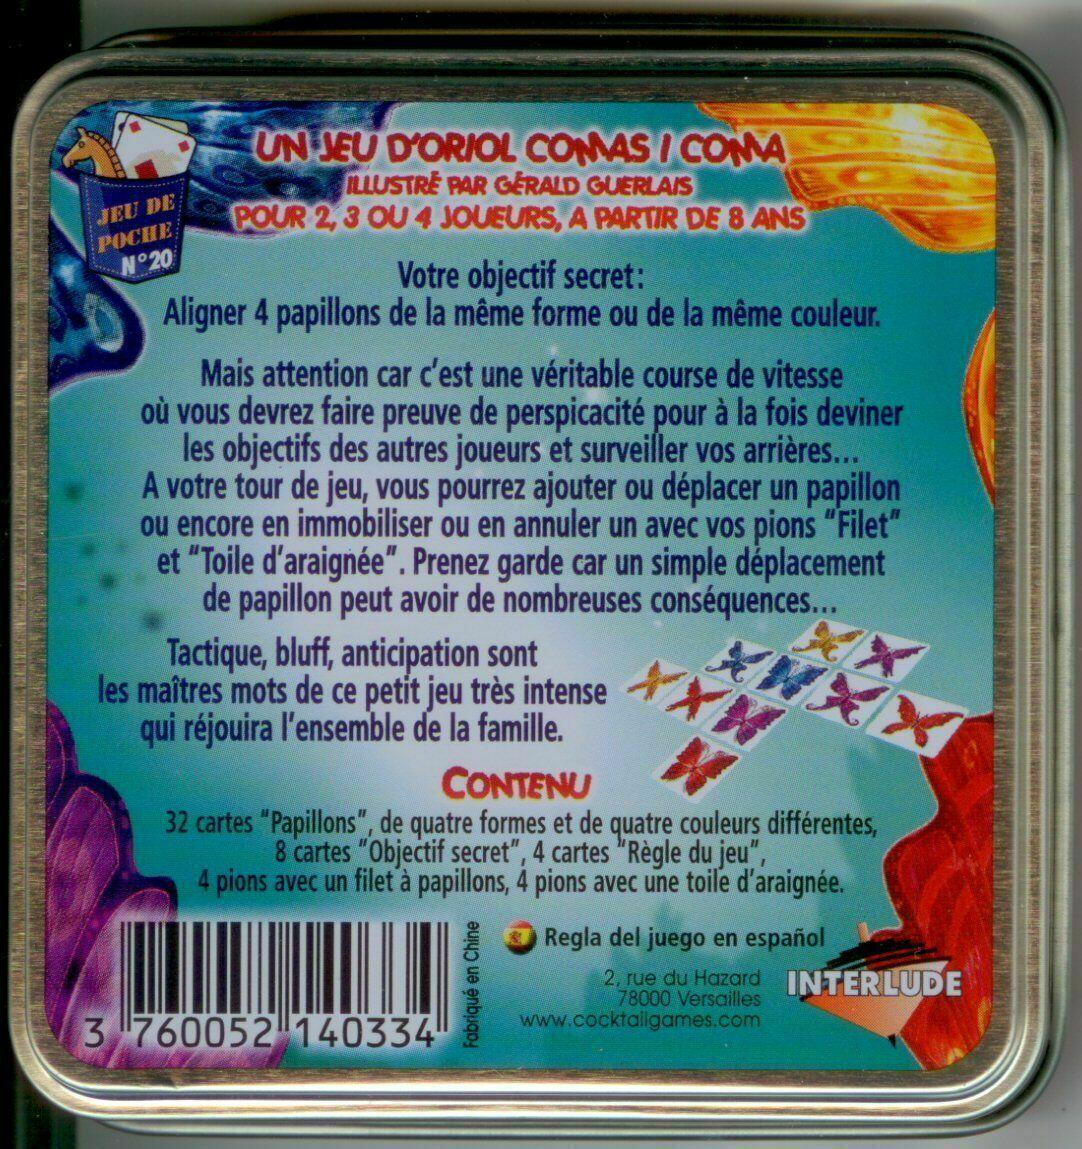 UN JEU D'ORIOL COMAS I COMA
ILLUSTRÉ PAR GÉRALD GUERLAIS
POUR 2, 3 OU 4 JOUEURS, A PARTIR DE 8 ANS
JEU DE
POCHE
N°20
Votre objectif secret:
Aligner 4 papillons de la même forme ou de la même couleur.
Mais attention car c'est une véritable course de vitesse
où vous devrez faire preuve de perspicacité pour à la fois deviner
les objectifs des autres joueurs et surveiller vos arrières...
A votre tour de jeu, vous pourrez ajouter ou déplacer un papillon
ou encore en immobiliser ou en annuler un avec vos pions "Filet"
et "Toile d'araignée". Prenez garde car un simple déplacement
de papillon peut avoir de nombreuses conséquences...
Tactique, bluff, anticipation sont
les maîtres mots de ce petit jeu très intense
qui réjouira l'ensemble de la famille.
CONTENU
32 cartes "Papillons", de quatre formes et de quatre couleurs différentes,
8 cartes "Objectif secret", 4 cartes "Règle du jeu",
4 pions avec un filet à papillons, 4 pions avec une toile d'araignée.
3 760052 140334
Fabriqué en Chine
Regla del juego en español
2, rue du Hazard
78000 Versailles
www.cocktailgames.com
INTERLUDE